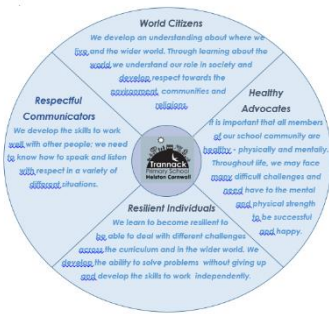 World Citizens
We develop an understanding about where we
live and the wider world. Through learning about the
world we understand our role in society and
develop respect towards the
environment, communities and
religions.
Respectful
Communicators
We develop the skills to work
well with other people: we need
to know how to speak and listen
with respect in a variety of
different situations.
Healthy
Advocates
It is important that all members
of our school community are
healthy - physically and mentally.
Throughout life, we may face
many difficult challenges and
need have to the mental
and physical strength
to be successful
and happy.
Trannack
Primary School
Helston Cornwall
Resilient Individuals
We learn to become resilient to
be able to deal with different challenges
across the curriculum and in the wider world. We
develop the ability to solve problems without giving up
and develop the skills to work independently.